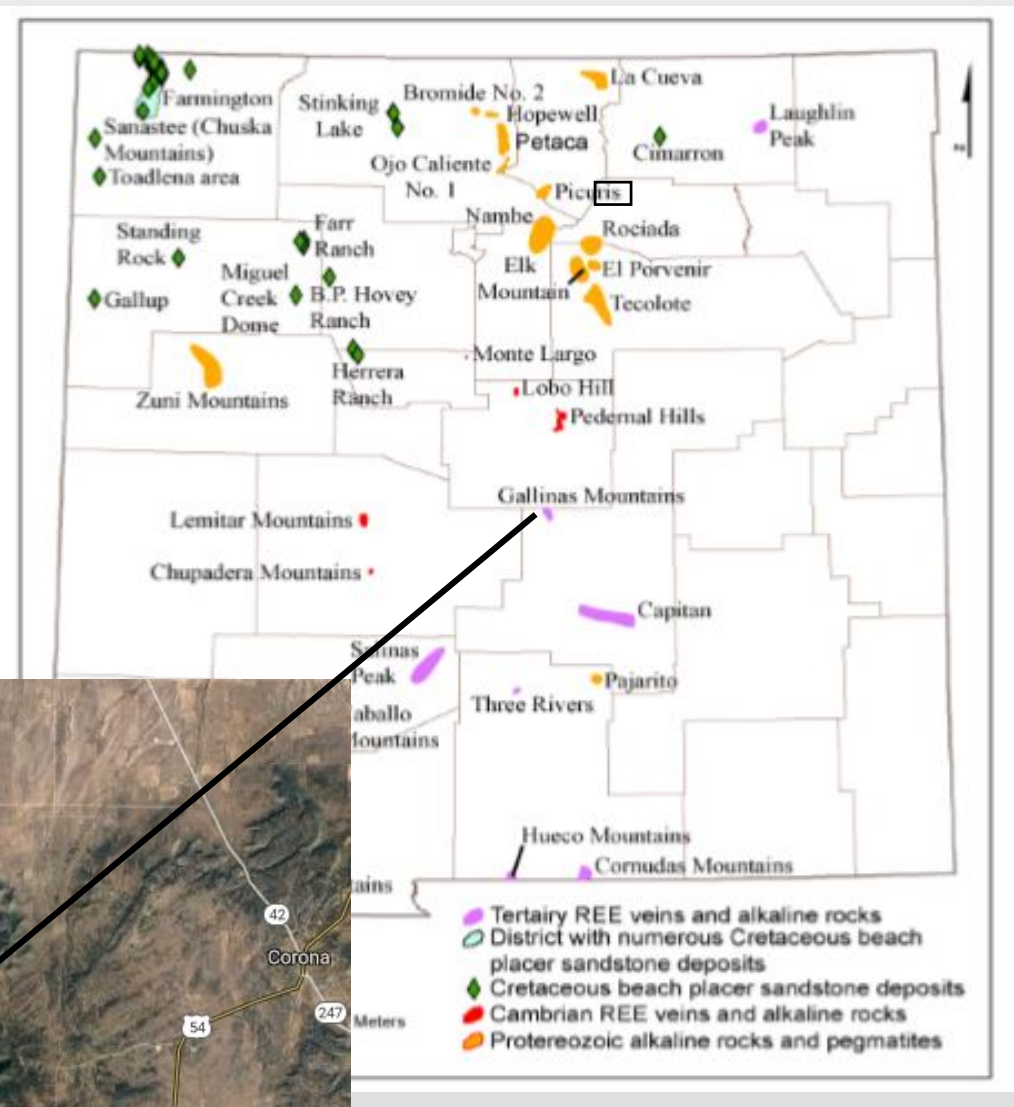 La Cueva
Bromide No. 2
Farmington
Stinking
Lake
Hopewell
Laughlin
Peak
Sanastee (Chuska
Mountains)
Petaca
Cimarron
Ojo Caliente
No. 1
Toadlena area
Picuris
Nambe
Farr
Ranch
Standing
Rock
Rociada
Elk
Mountain
El Porvenir
Miguel
Creek
Dome
B.P. Hovey
Ranch
Gallup
Tecolote
Monte Largo
Herrera
Ranch
Lobo Hill
Zuni Mountains
Pedernal Hills
Gallinas Mountains
Lemitar Mountains
Chupadera Mountains
Capitan
Salinas
Peak
Pajarito
Three Rivers
aballo
Mountains
Hueco Mountains
Cornudas Mountains
tains
42
Corona
247
54
Meters
Tertairy REE veins and alkaline rocks
District with numerous Cretaceous beach
placer sandstone deposits
Cretaceous beach placer sandstone deposits
Cambrian REE veins and alkaline rocks
Protereozoic alkaline rocks and pegmatites